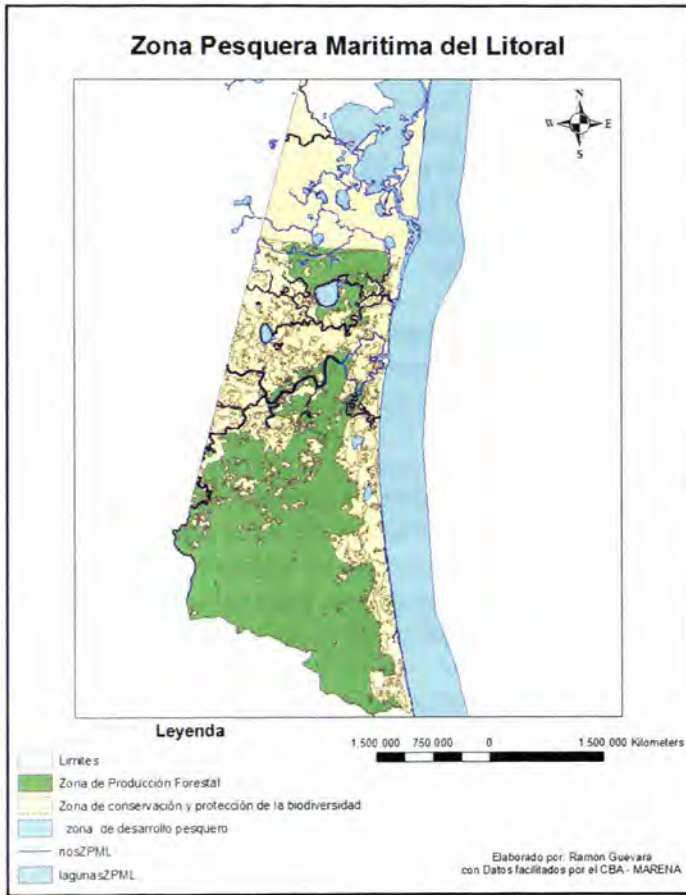 Zona Pesquera Maritima del Litoral
N
W E
S
Leyenda
1,500,000 750,000 0 1,500,000 Kilometers
Limites
Zona de Producción Forestal
Zona de conservación y protección de la biodiversidad
zona de desarrollo pesquero
riosZPML
lagunasZPML
Elaborado por: Ramon Guevara
con Datos facilitados por el CBA - MARENA